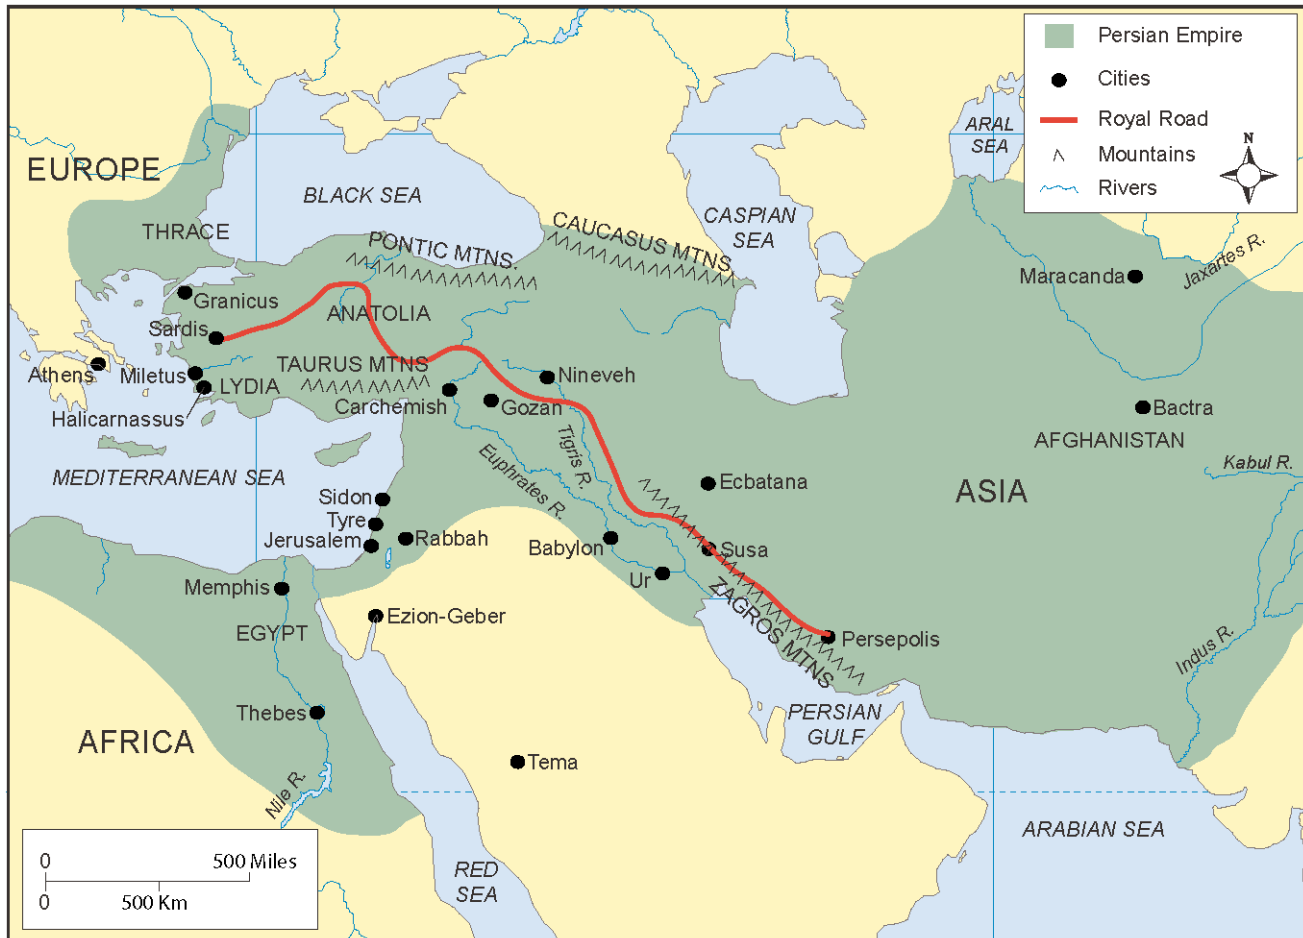 Persian Empire
Cities
Royal Road
Mountains
Rivers
N
ARAL
SEA
EUROPE
BLACK SEA
CASPIAN
SEA
THRACE
PONTIC MTNS.
CAUCASUS MTNS.
Jaxartes R.
Maracanda
Granicus
ANATOLIA
Sardis
TAURUS MTNS
Athens
Miletus
LYDIA
Nineveh
Carchemish
Gozan
Halicarnassus
Bactra
AFGHANISTAN
Tigris R.
Kabul R.
MEDITERRANEAN SEA
Euphrates R.
Ecbatana
ASIA
Sidon
Tyre
Jerusalem
Rabbah
Babylon
Susa
Ur
Memphis
ZAGROS MTNS
Ezion-Geber
EGYPT
Persepolis
Indus R.
Thebes
PERSIAN
GULF
AFRICA
Tema
Nile R.
ARABIAN SEA
RED
SEA
0 500 Miles
0 500 Km